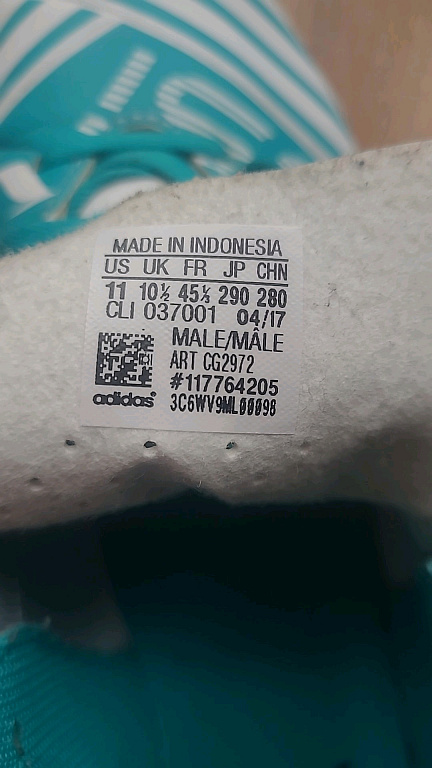 MADE IN INDONESIA
US UK FR JP CHN
11 10½ 45⅓ 290 280
CLI 037001 04/17
MALE/MÂLE
ART CG2972
#117764205
adidas® 3C6WV9ML00098